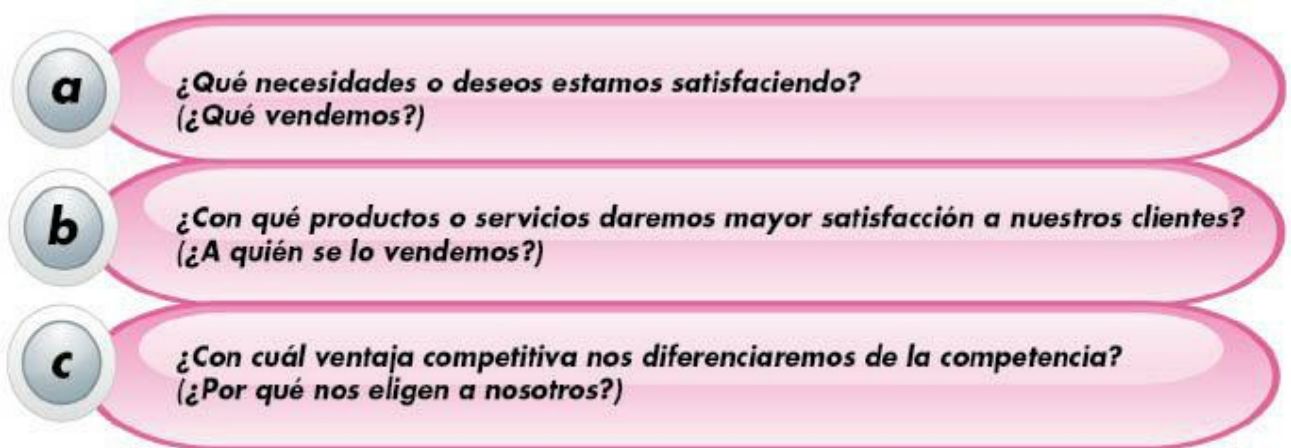 a
¿Qué necesidades o deseos estamos satisfaciendo?
(¿Qué vendemos?)
b
¿Con qué productos o servicios daremos mayor satisfacción a nuestros clientes?
(¿A quién se lo vendemos?)
c
¿Con cuál ventaja competitiva nos diferenciaremos de la competencia?
(¿Por qué nos eligen a nosotros?)